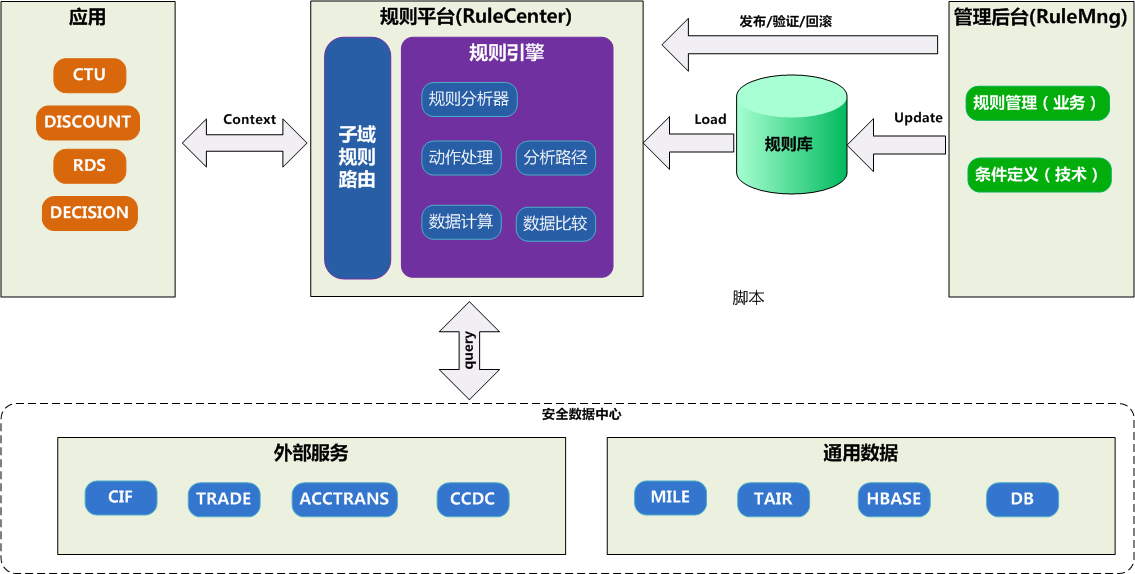 应用
CTU
DISCOUNT
RDS
DECISION
Context
规则平台(RuleCenter)
子域
规则
路由
规则引擎
规则分析器
动作处理
分析路径
数据计算
数据比较
发布/验证/回滚
Load
规则库
Update
管理后台(RuleMng)
规则管理（业务）
条件定义（技术）
脚本
query
安全数据中心
外部服务
CIF
TRADE
ACCTRANS
CCDC
通用数据
MILE
TAIR
HBASE
DB